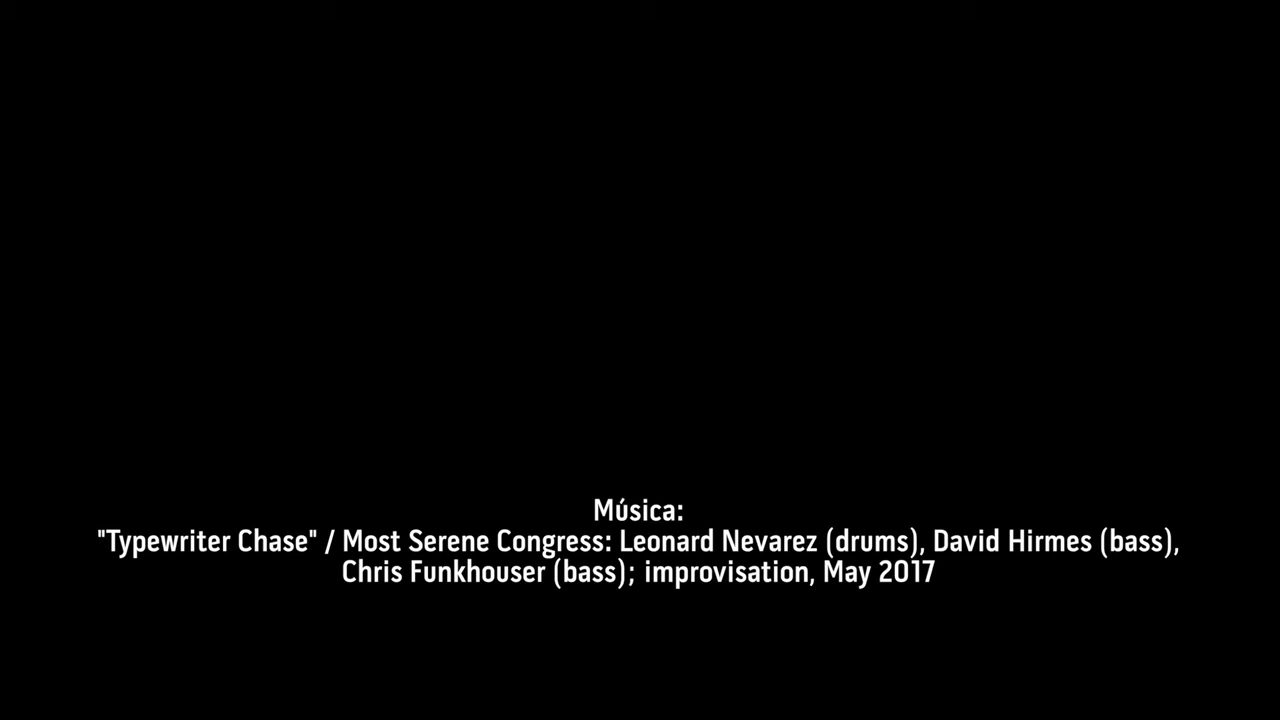 Música:
"Typewriter Chase" / Most Serene Congress: Leonard Nevarez (drums), David Hirmes (bass),
Chris Funkhouser (bass); improvisation, May 2017